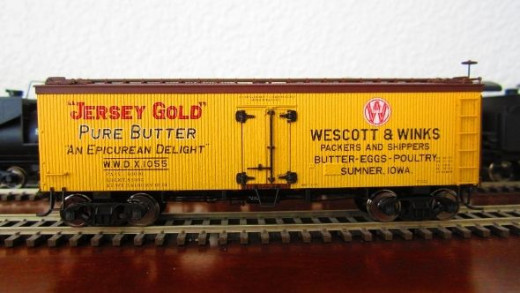 "JERSEY GOLD"
PURE BUTTER
"AN EPICUREAN DELIGHT"
W.W.D.X.1055
W
WESCOTT & WINKS
PACKERS AND SHIPPERS
BUTTER-EGGS-POULTRY
SUMNER, IOWA.